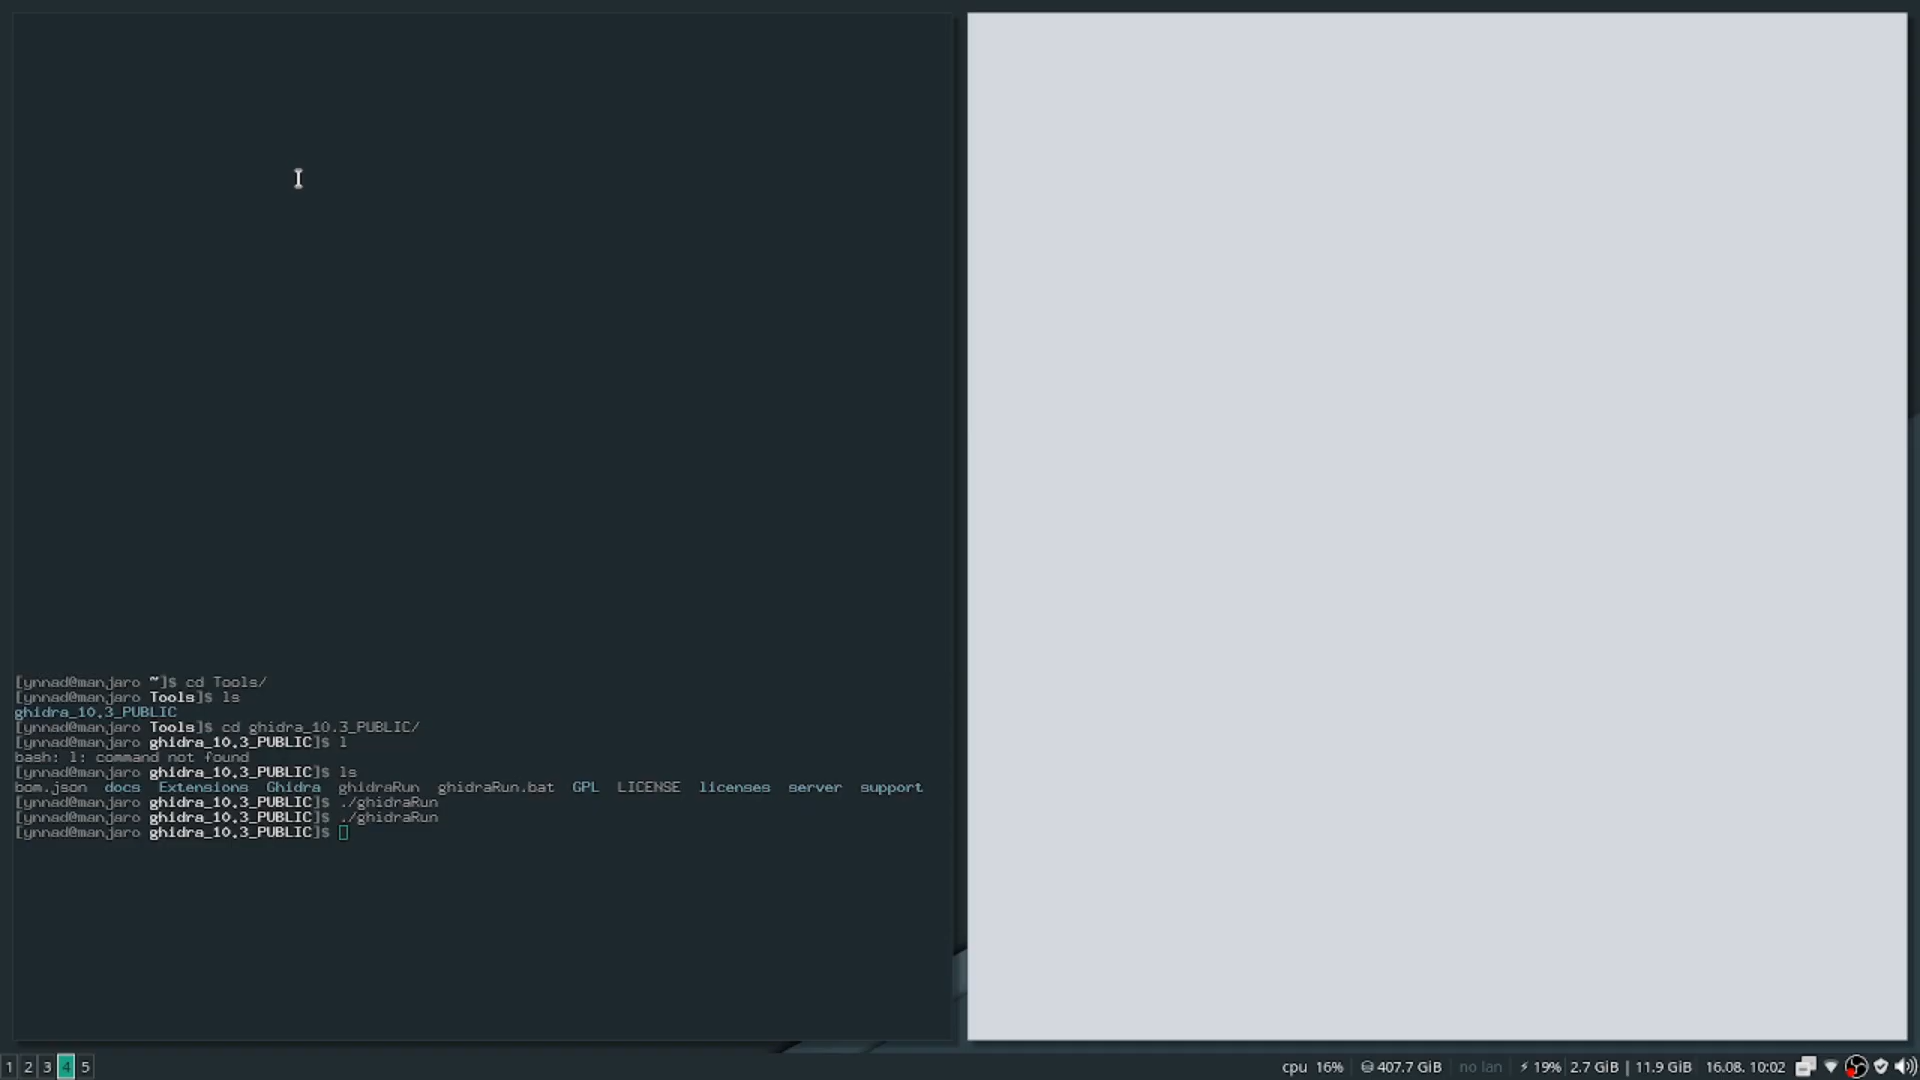 [ynnad@manjaro ~]$ cd Tools/
[ynnad@manjaro Tools]$ ls
ghidra_10.3_PUBLIC
[ynnad@manjaro Tools]$ cd ghidra_10.3_PUBLIC/
[ynnad@manjaro ghidra_10.3_PUBLIC]$ l
bash: l: command not found
[ynnad@manjaro ghidra_10.3_PUBLIC]$ ls
bom.json docs Extensions Ghidra ghidraRun ghidraRun.bat GPL LICENSE licenses server support
[ynnad@manjaro ghidra_10.3_PUBLIC]$ ./ghidraRun
[ynnad@manjaro ghidra_10.3_PUBLIC]$ ./ghidraRun
[ynnad@manjaro ghidra_10.3_PUBLIC]$
1 2 3 4 5 cpu 16% 407.7 GiB no lan ⚡ 19% 2.7 GiB | 11.9 GiB 16.08. 10:02